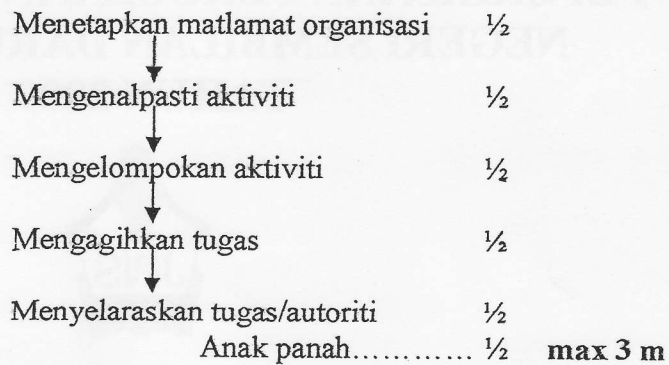 Menetapkan matlamat organisasi ½
Mengenalpasti aktiviti ½
Mengelompokan aktiviti ½
Mengagihkan tugas ½
Menyelaraskan tugas/autoriti ½
Anak panah............ ½ max 3 m